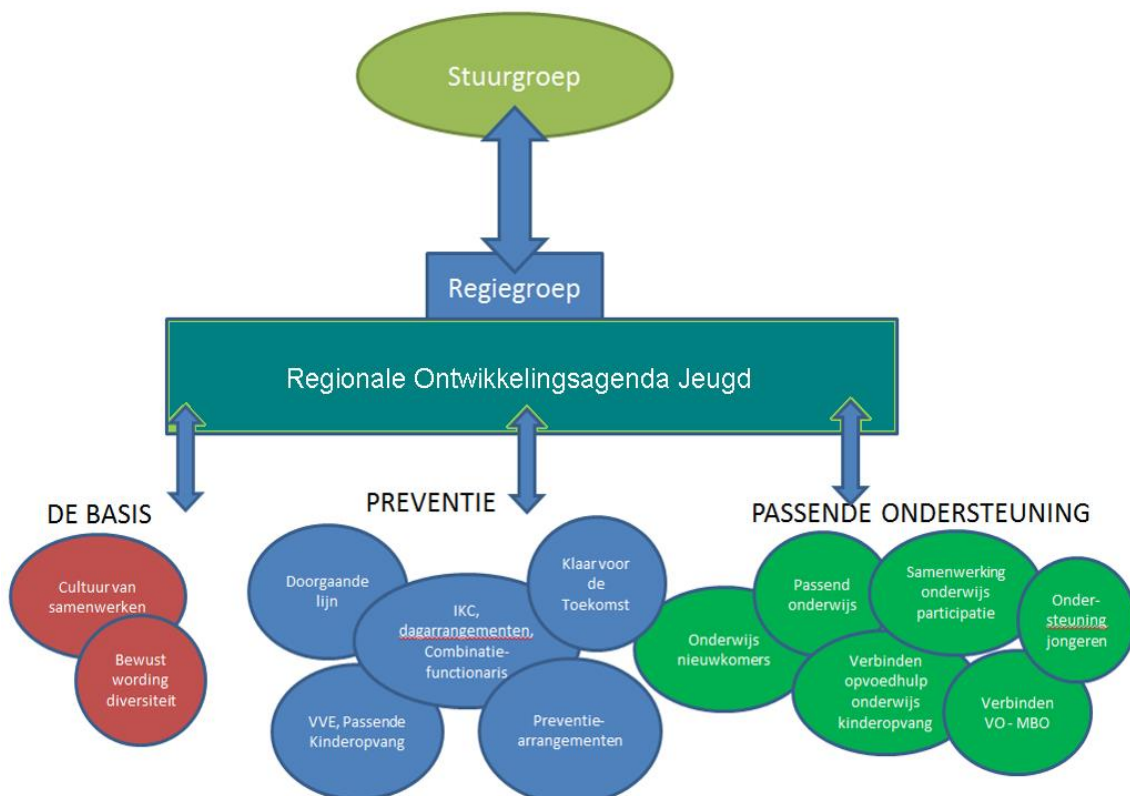 Stuurgroep
Regiegroep
Regionale Ontwikkelingsagenda Jeugd
DE BASIS
Cultuur van
samenwerken
Bewust
wording
diversiteit
PREVENTIE
Doorgaande
lijn
Klaar voor
de
Toekomst
IKC,
dagarrangementen,
Combinatie-
functionaris
VVE, Passende
Kinderopvang
Preventie-
arrangementen
PASSENDE ONDERSTEUNING
Onderwijs
nieuwkomers
Passend
onderwijs
Samenwerking
onderwijs
participatie
Onder-
steuning
jongeren
Verbinden
opvoedhulp
onderwijs
kinderopvang
Verbinden
VO - MBO